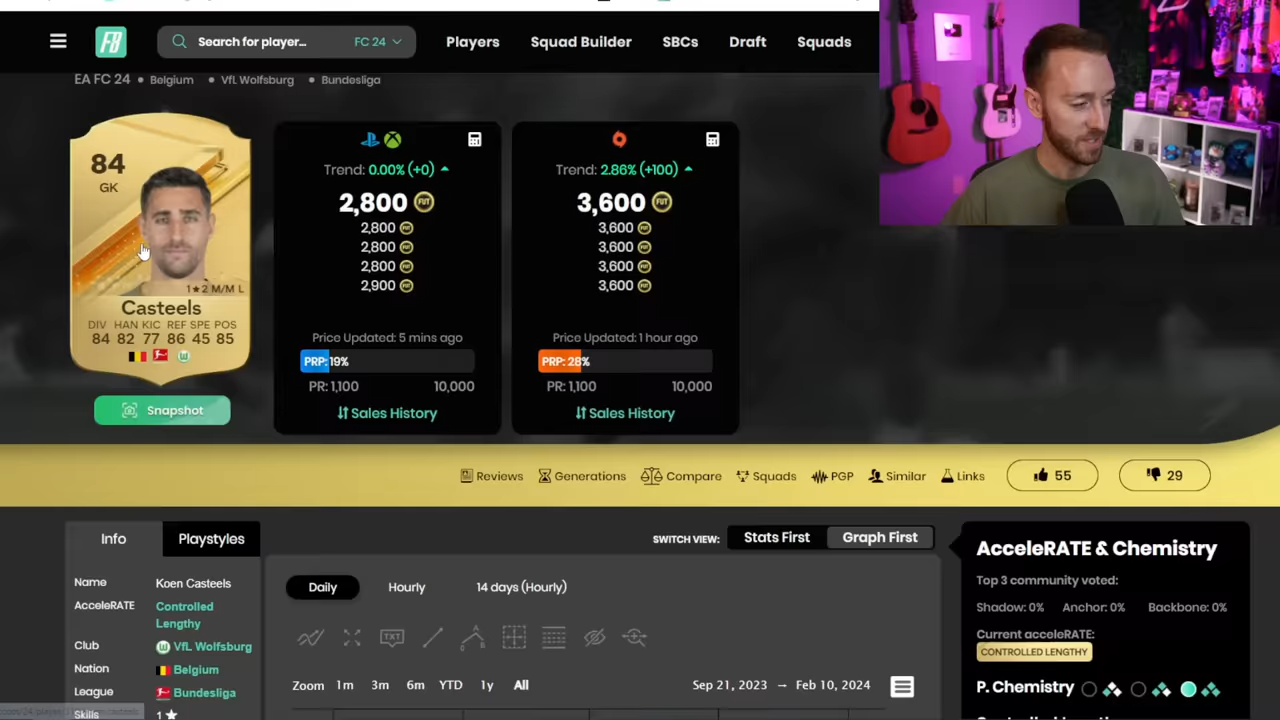 FB
Search for player...
FC 24
Players
Squad Builder
SBCs
Draft
Squads
EA FC 24 • Belgium • VfL Wolfsburg • Bundesliga
84
GK
1★2 M/M L
Casteels
DIV HAN KIC REF SPE POS
84 82 77 86 45 85
Snapshot
Trend: 0.00% (+0)
2,800 FUT
2,800
2,800
2,800
2,900
Price Updated: 5 mins ago
PRP: 19%
PR: 1,100 10,000
Sales History
Trend: 2.86% (+100)
3,600 FUT
3,600
3,600
3,600
3,600
Price Updated: 1 hour ago
PRP: 28%
PR: 1,100 10,000
Sales History
Reviews
Generations
Compare
Squads
PGP
Similar
Links
55
29
Info
Playstyles
Name Koen Casteels
AcceleRATE Controlled
Lengthy
Club VfL Wolfsburg
Nation Belgium
League Bundesliga
Skills 1★
SWITCH VIEW: Stats First Graph First
Daily
Hourly
14 days (Hourly)
TXT
Zoom 1m 3m 6m YTD 1y All
Sep 21, 2023 → Feb 10, 2024
AcceleRATE & Chemistry
Top 3 community voted:
Shadow: 0% Anchor: 0% Backbone: 0%
Current acceleRATE:
CONTROLLED LENGTHY
P. Chemistry